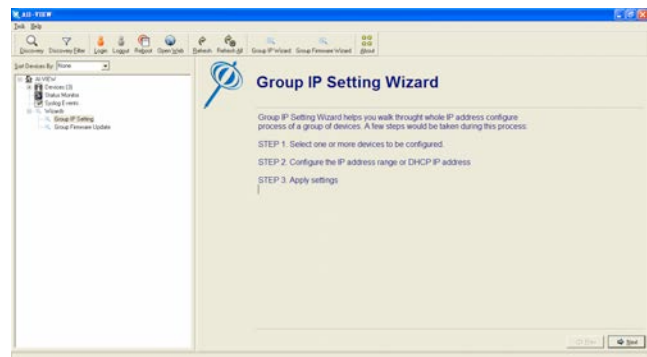 AII-VIEW
Task Help
Discovery Discovery Filter Login Logout Reboot Open Web Refresh Refresh All Group IP Wizard Group Firmware Wizard About
Sort Devices By: None
AI VIEW
Devices (3)
Status Monitor
Syslog Events
Wizards
Group IP Setting
Group Firmware Update
Group IP Setting Wizard
Group IP Setting Wizard helps you walk throught whole IP address configure
process of a group of devices. A few steps would be taken during this process:
STEP 1. Select one or more devices to be configured.
STEP 2. Configure the IP address range or DHCP IP address
STEP 3. Apply settings
Prev Next